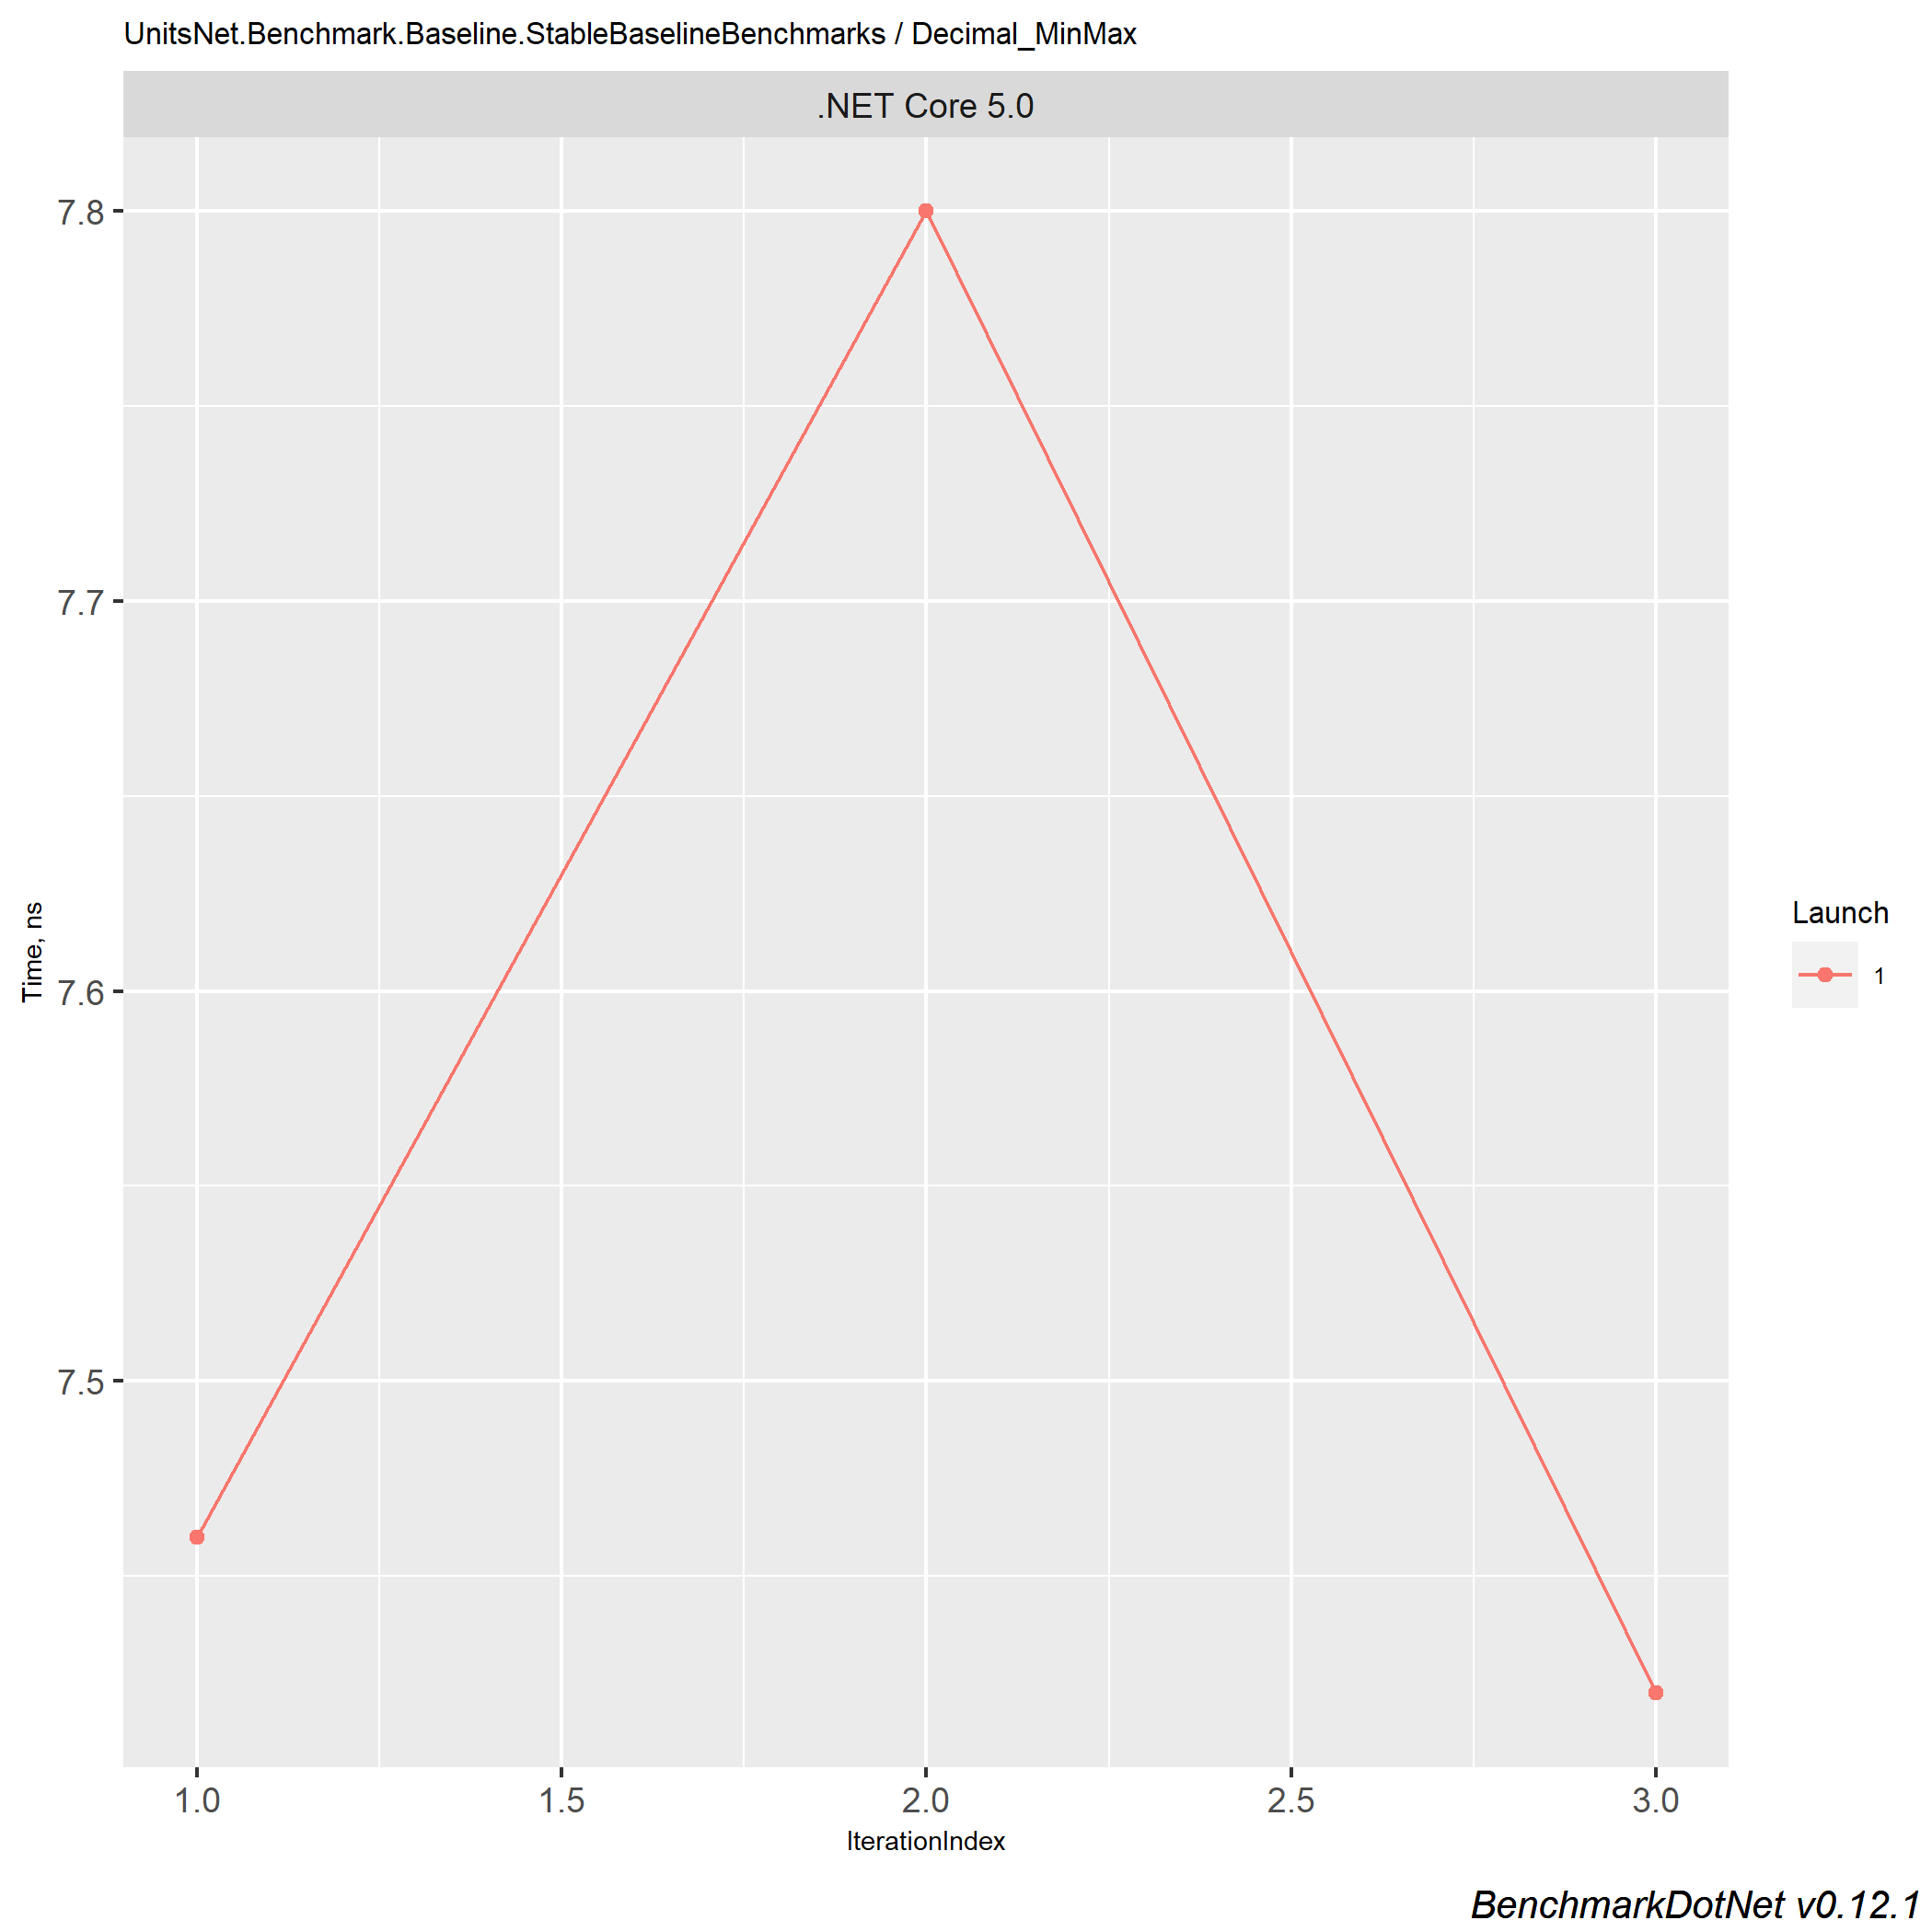 UnitsNet.Benchmark.Baseline.StableBaselineBenchmarks / Decimal_MinMax
.NET Core 5.0
7.8
7.7
7.6
7.5
Time, ns
1.0 1.5 2.0 2.5 3.0
IterationIndex
Launch
1
BenchmarkDotNet v0.12.1